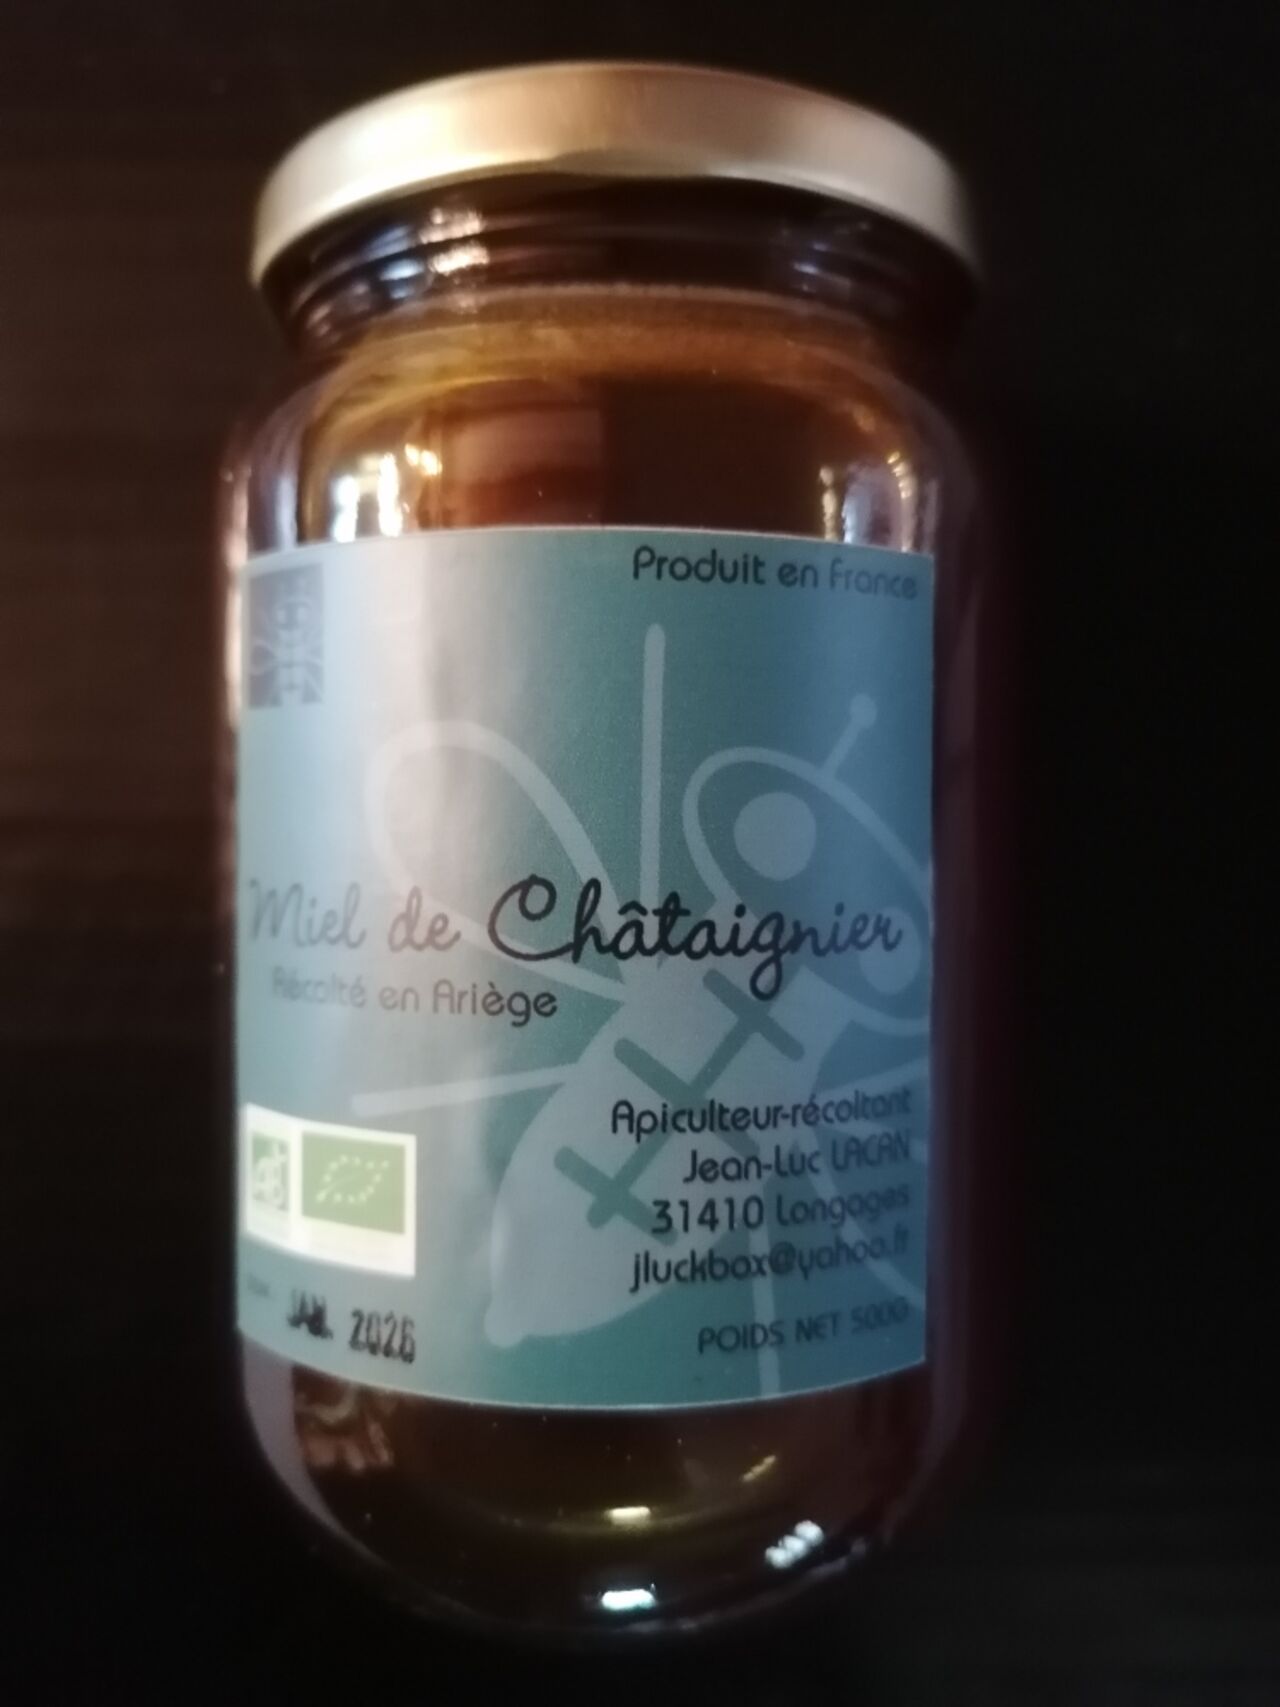 Produit en France
Miel de Châtaignier
Récolté en Ariège
Apiculteur-récoltant
Jean-Luc LACAN
31410 Longages
jluckbox@yahoo.fr
AB
JAN. 2026
POIDS NET 500G